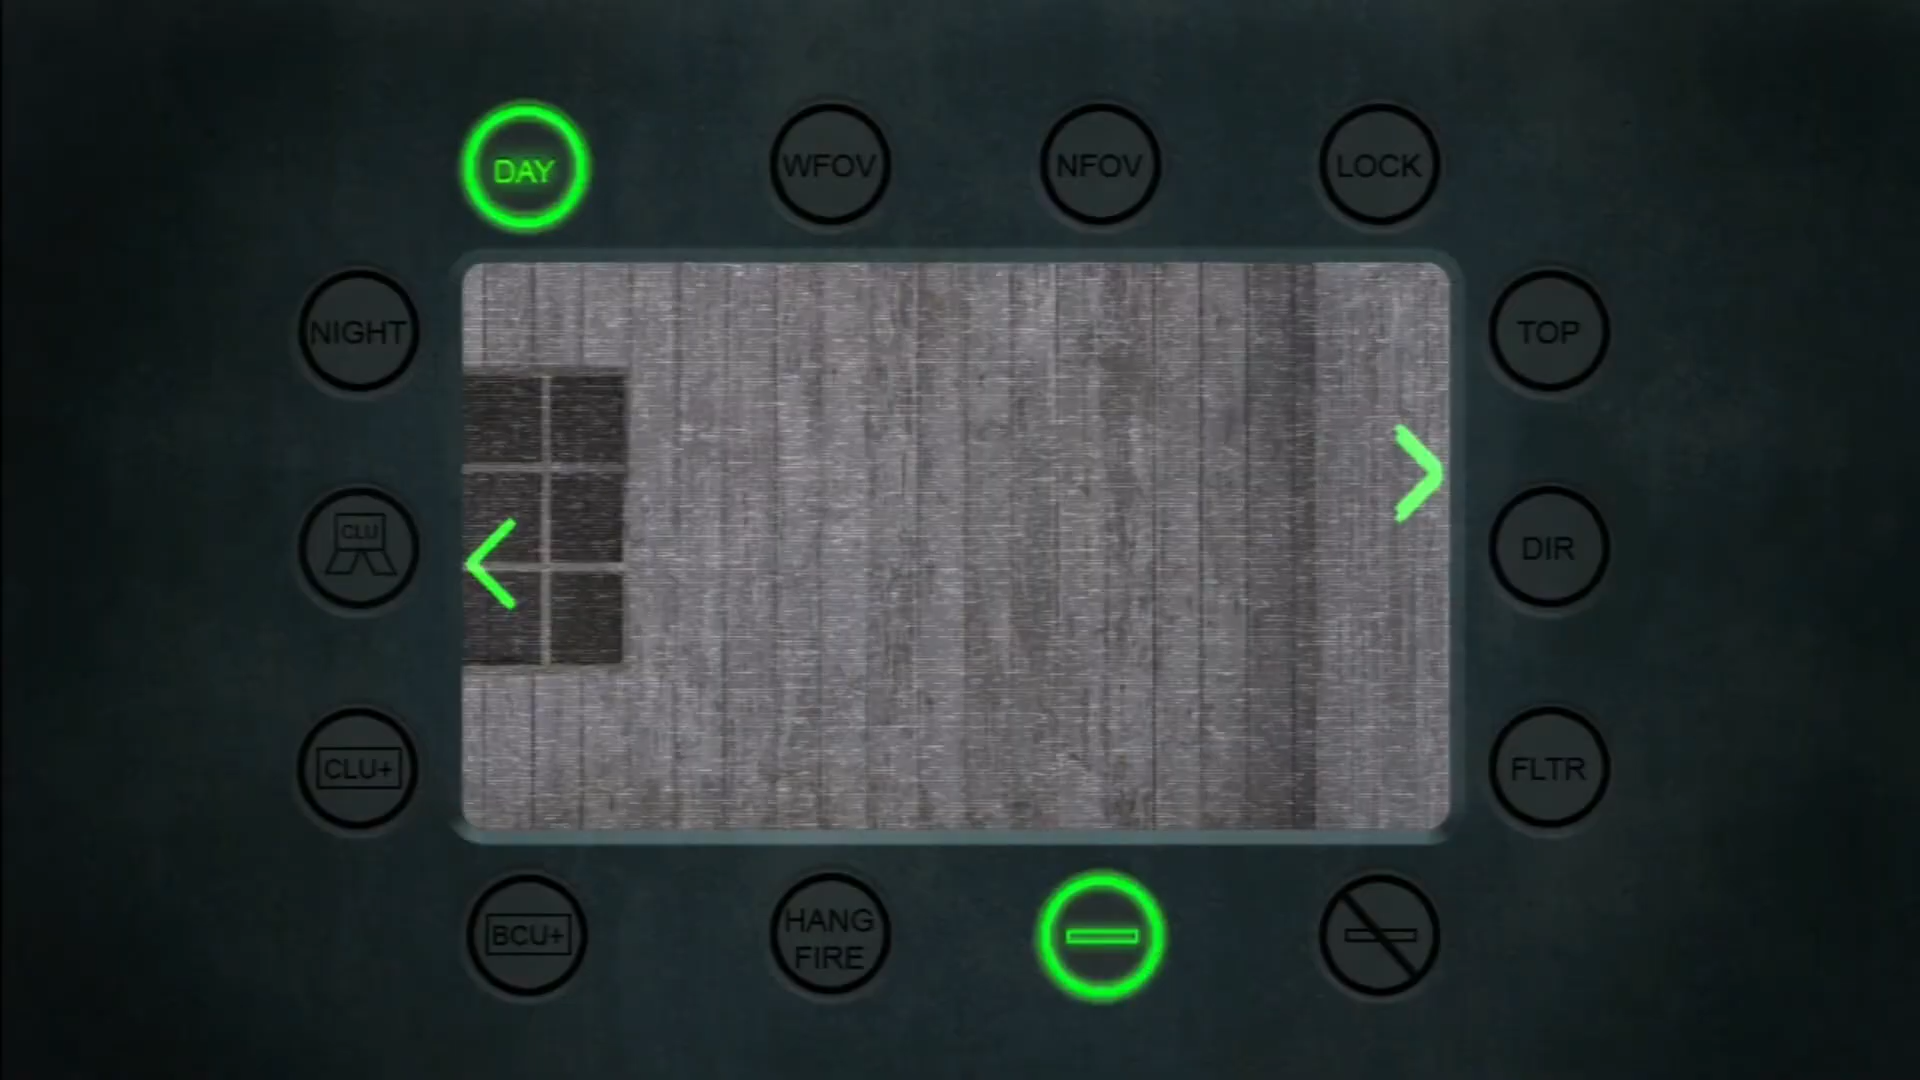 DAY
WFOV
NFOV
LOCK
NIGHT
TOP
CLU
DIR
CLU+
FLTR
BCU+
HANG
FIRE